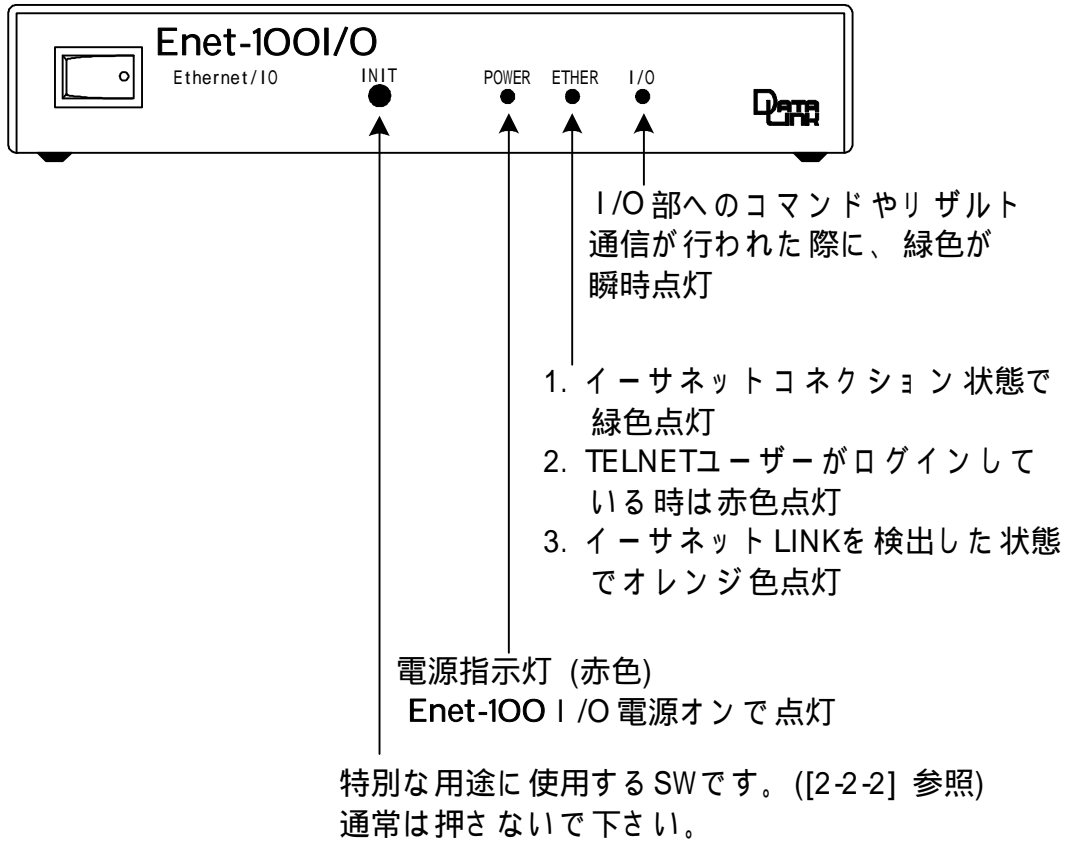 Enet-100I/O
Ethernet/IO
INIT
POWER ETHER I/O
DATA
LINK
I/O部へのコマンドやリザルト
通信が行われた際に、緑色が
瞬時点灯
1. イーサネットコネクション状態で
緑色点灯
2. TELNETユーザーがログインして
いる時は赤色点灯
3. イーサネットLINKを検出した状態
でオレンジ色点灯
電源指示灯 (赤色)
Enet-100I/O電源オンで点灯
特別な用途に使用するSWです。([2-2-2] 参照)
通常は押さないで下さい。